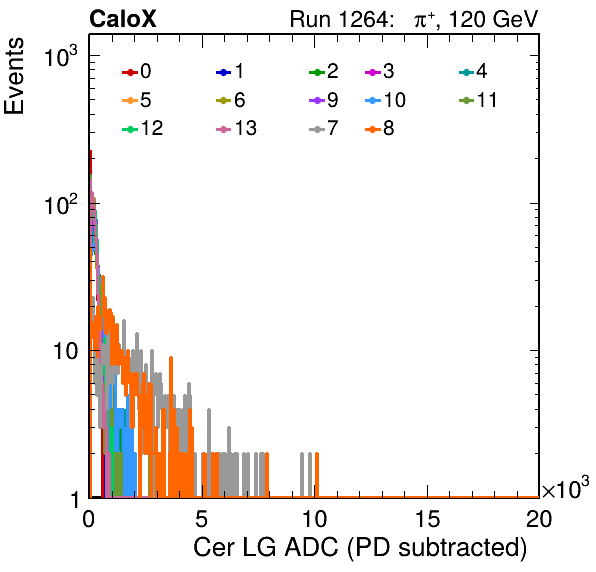 CaloX Run 1264: π⁺, 120 GeV
Events
10³
10²
10
1
0 1 2 3 4
5 6 9 10 11
12 13 7 8
0 5 10 15 20
×10³
Cer LG ADC (PD subtracted)